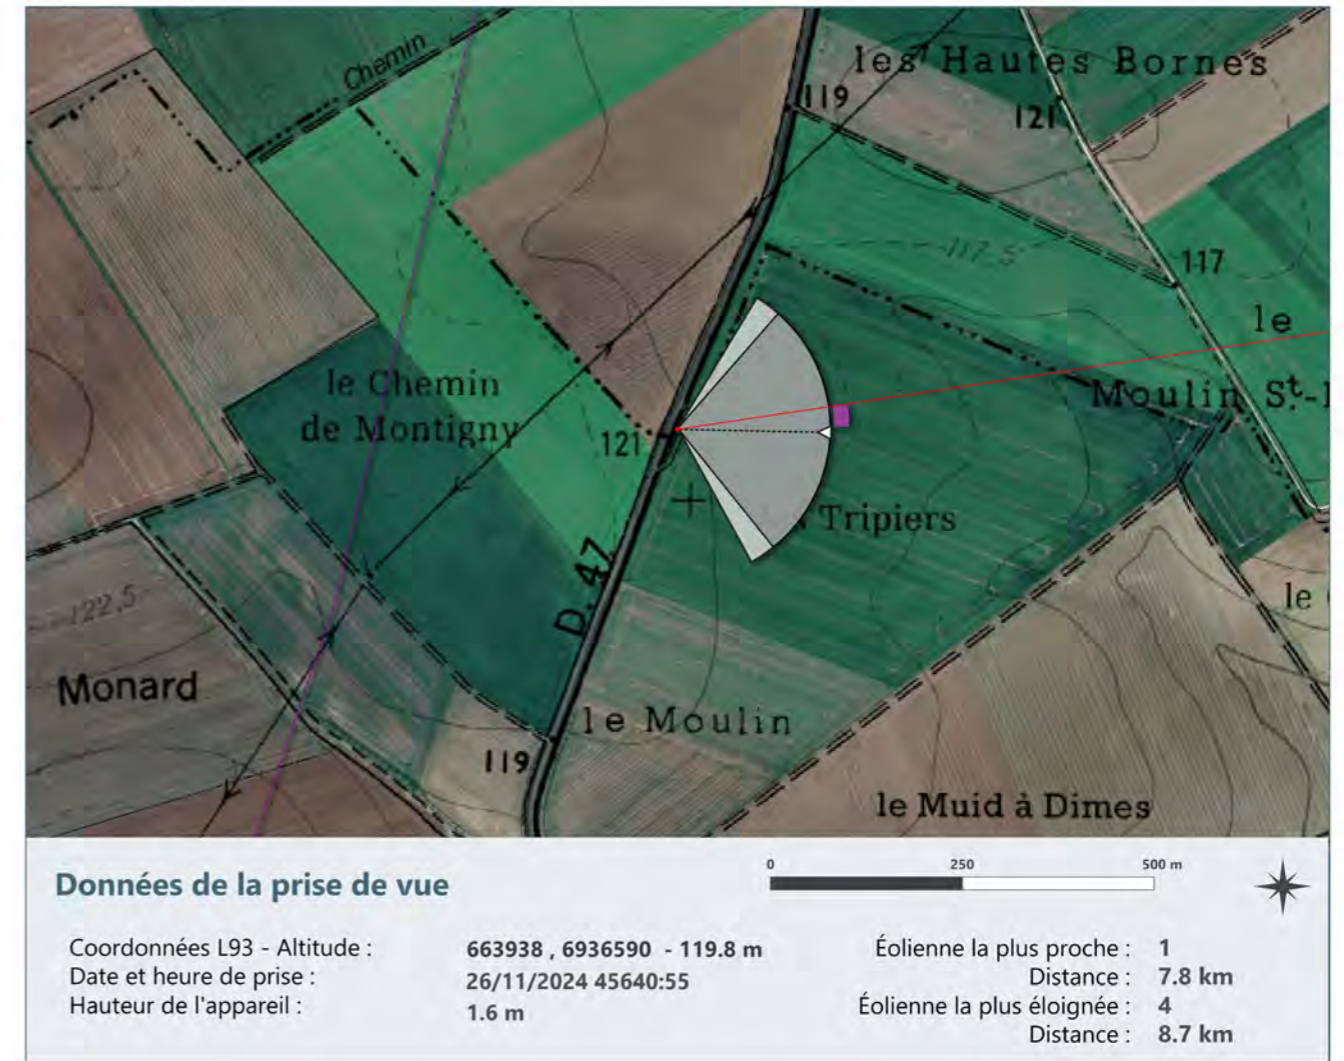 Chemin
les Hautes Bornes
119
121
117,5
117
le
le Chemin
de Montigny
Moulin St.-
121
Tripiers
D. 47
122,5
le
Monard
le Moulin
119
le Muid à Dimes
Données de la prise de vue
0 250 500 m
Coordonnées L93 - Altitude : 663938 , 6936590 - 119.8 m
Date et heure de prise : 26/11/2024 45640:55
Hauteur de l'appareil : 1.6 m
Éolienne la plus proche : 1
Distance : 7.8 km
Éolienne la plus éloignée : 4
Distance : 8.7 km